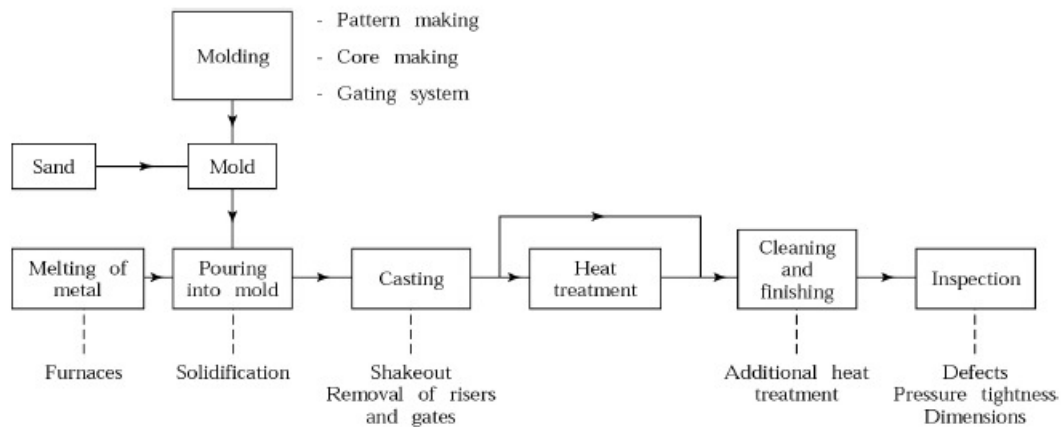 Molding
- Pattern making
- Core making
- Gating system
Sand
Mold
Melting of
metal
Pouring
into mold
Casting
Heat
treatment
Cleaning
and
finishing
Inspection
Furnaces
Solidification
Shakeout
Removal of risers
and gates
Additional heat
treatment
Defects
Pressure tightness
Dimensions